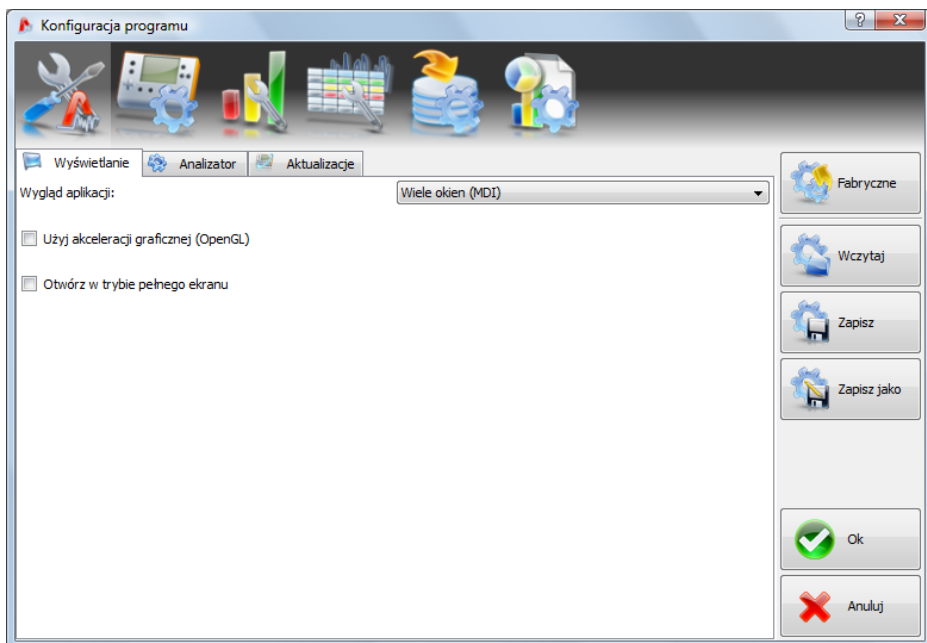 Konfiguracja programu
Wyświetlanie
Analizator
Aktualizacje
Wygląd aplikacji:
Wiele okien (MDI)
Użyj akceleracji graficznej (OpenGL)
Otwórz w trybie pełnego ekranu
Fabryczne
Wczytaj
Zapisz
Zapisz jako
Ok
Anuluj